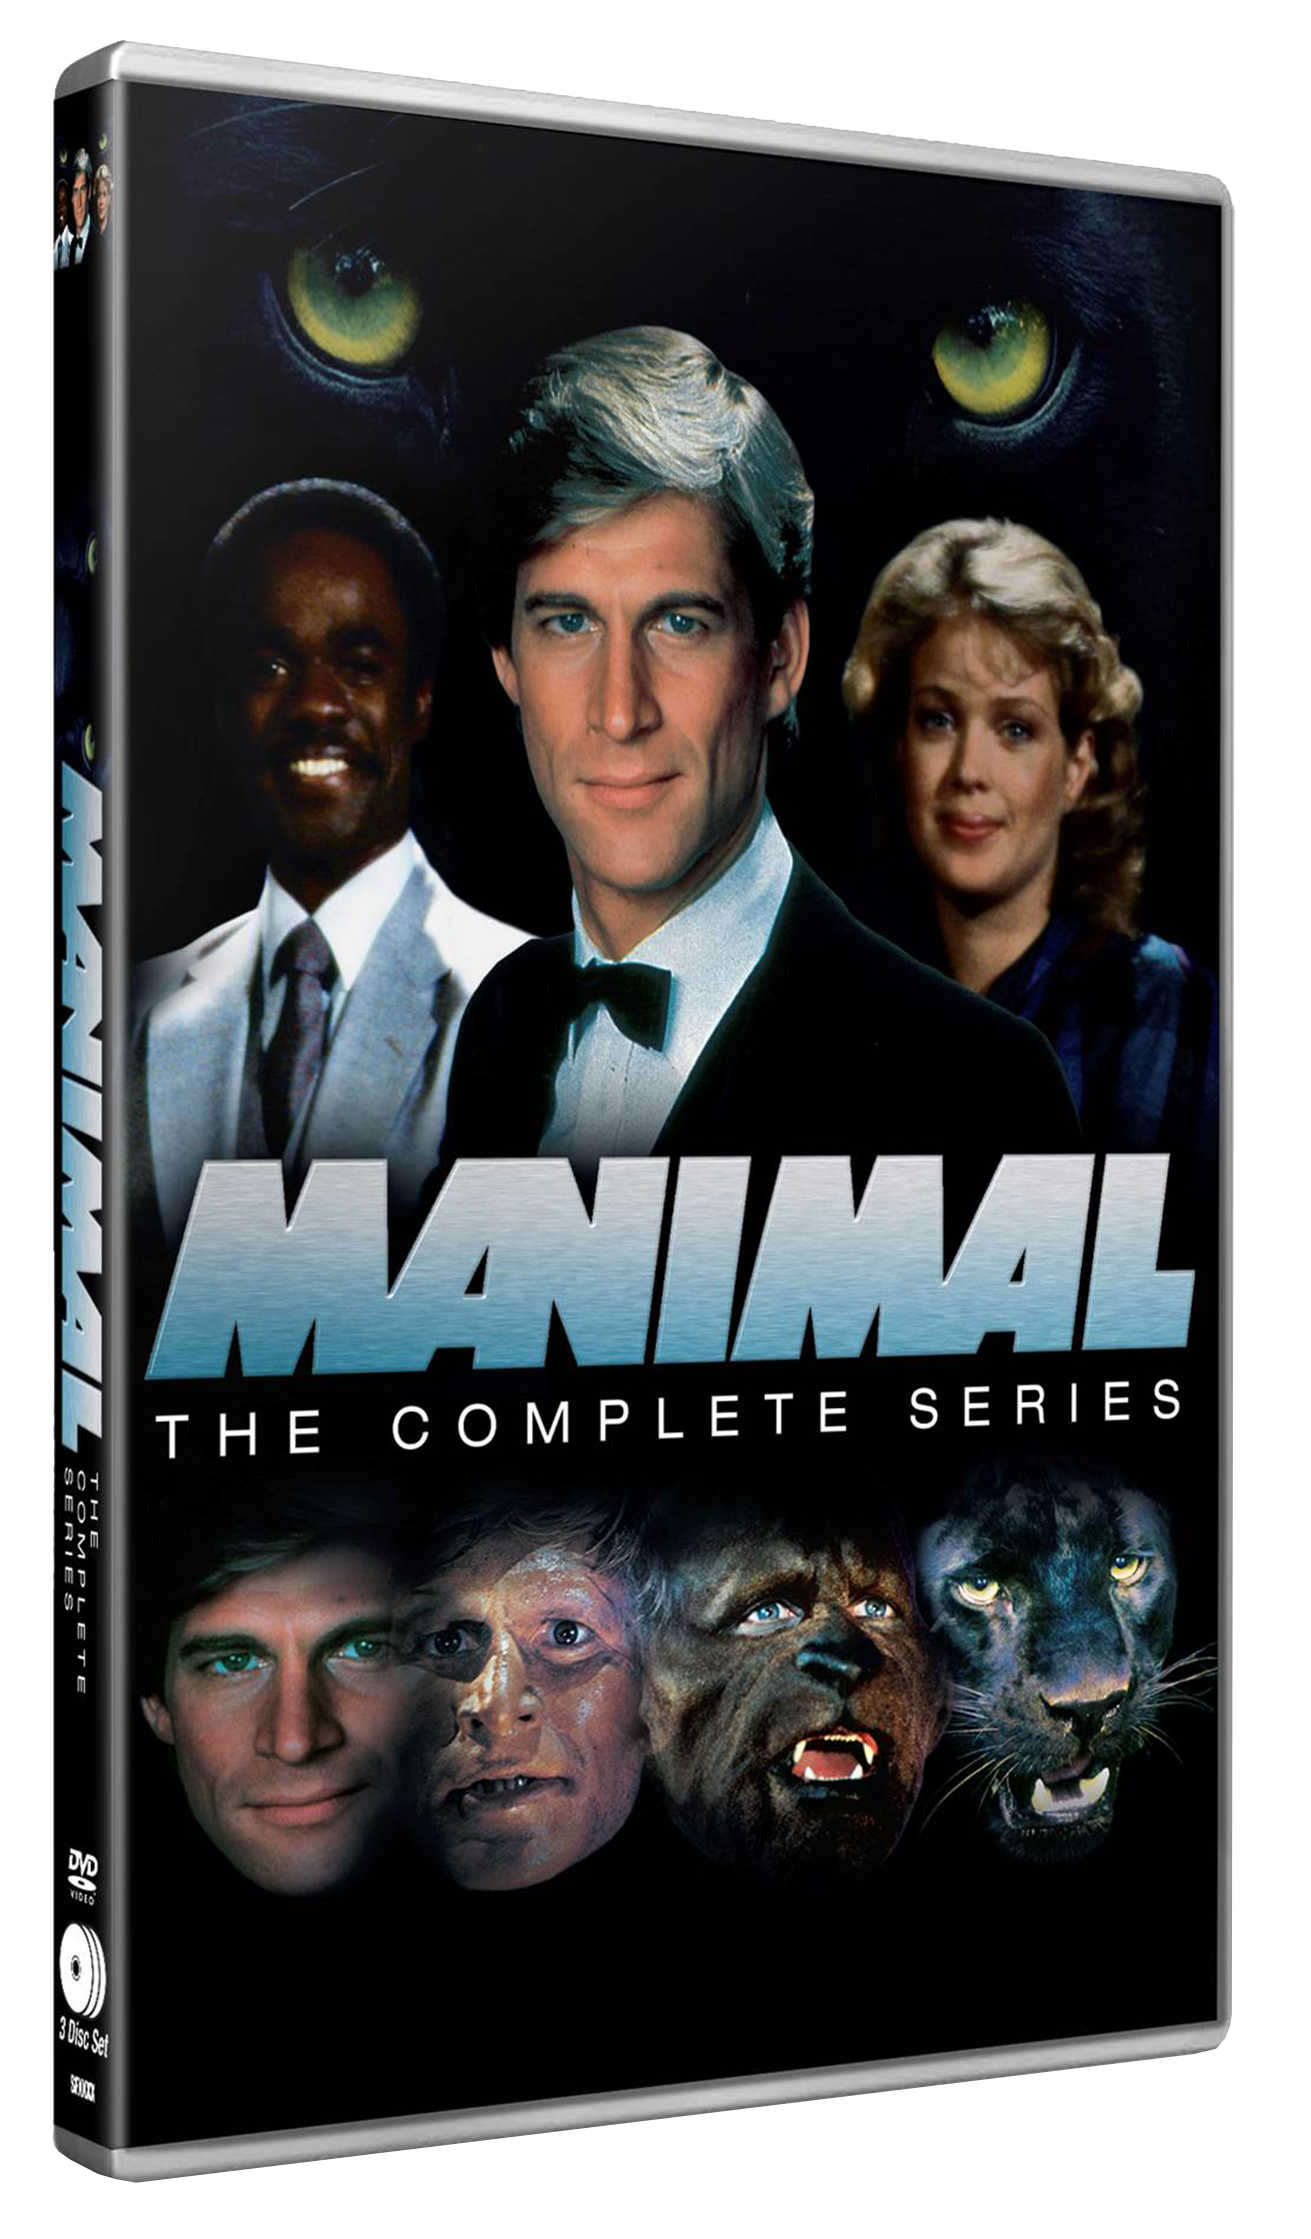 MANIMAL
THE COMPLETE SERIES
MANIMAL
THE
COMPLETE
SERIES
DVD
VIDEO
3 Disc Set